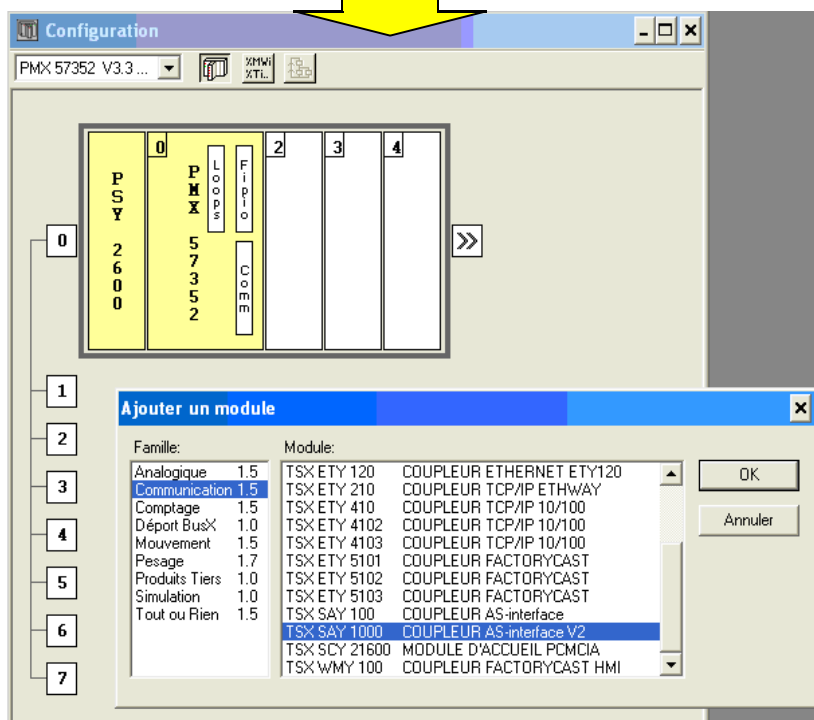 Configuration
PMX 57352 V3.3 ...
XMWi
XTi..
0 2 3 4
PSY 2600
PMX 57352
Loops
Fipio
Comm
0
1
2
3
4
5
6
7
Ajouter un module
Famille:
Analogique 1.5
Communication 1.5
Comptage 1.5
Déport BusX 1.0
Mouvement 1.5
Pesage 1.7
Produits Tiers 1.0
Simulation 1.0
Tout ou Rien 1.5
Module:
TSX ETY 120 COUPLEUR ETHERNET ETY120
TSX ETY 210 COUPLEUR TCP/IP ETHWAY
TSX ETY 410 COUPLEUR TCP/IP 10/100
TSX ETY 4102 COUPLEUR TCP/IP 10/100
TSX ETY 4103 COUPLEUR TCP/IP 10/100
TSX ETY 5101 COUPLEUR FACTORYCAST
TSX ETY 5102 COUPLEUR FACTORYCAST
TSX ETY 5103 COUPLEUR FACTORYCAST
TSX SAY 100 COUPLEUR AS-interface
TSX SAY 1000 COUPLEUR AS-interface V2
TSX SCY 21600 MODULE D'ACCUEIL PCMCIA
TSX WMY 100 COUPLEUR FACTORYCAST HMI
OK
Annuler